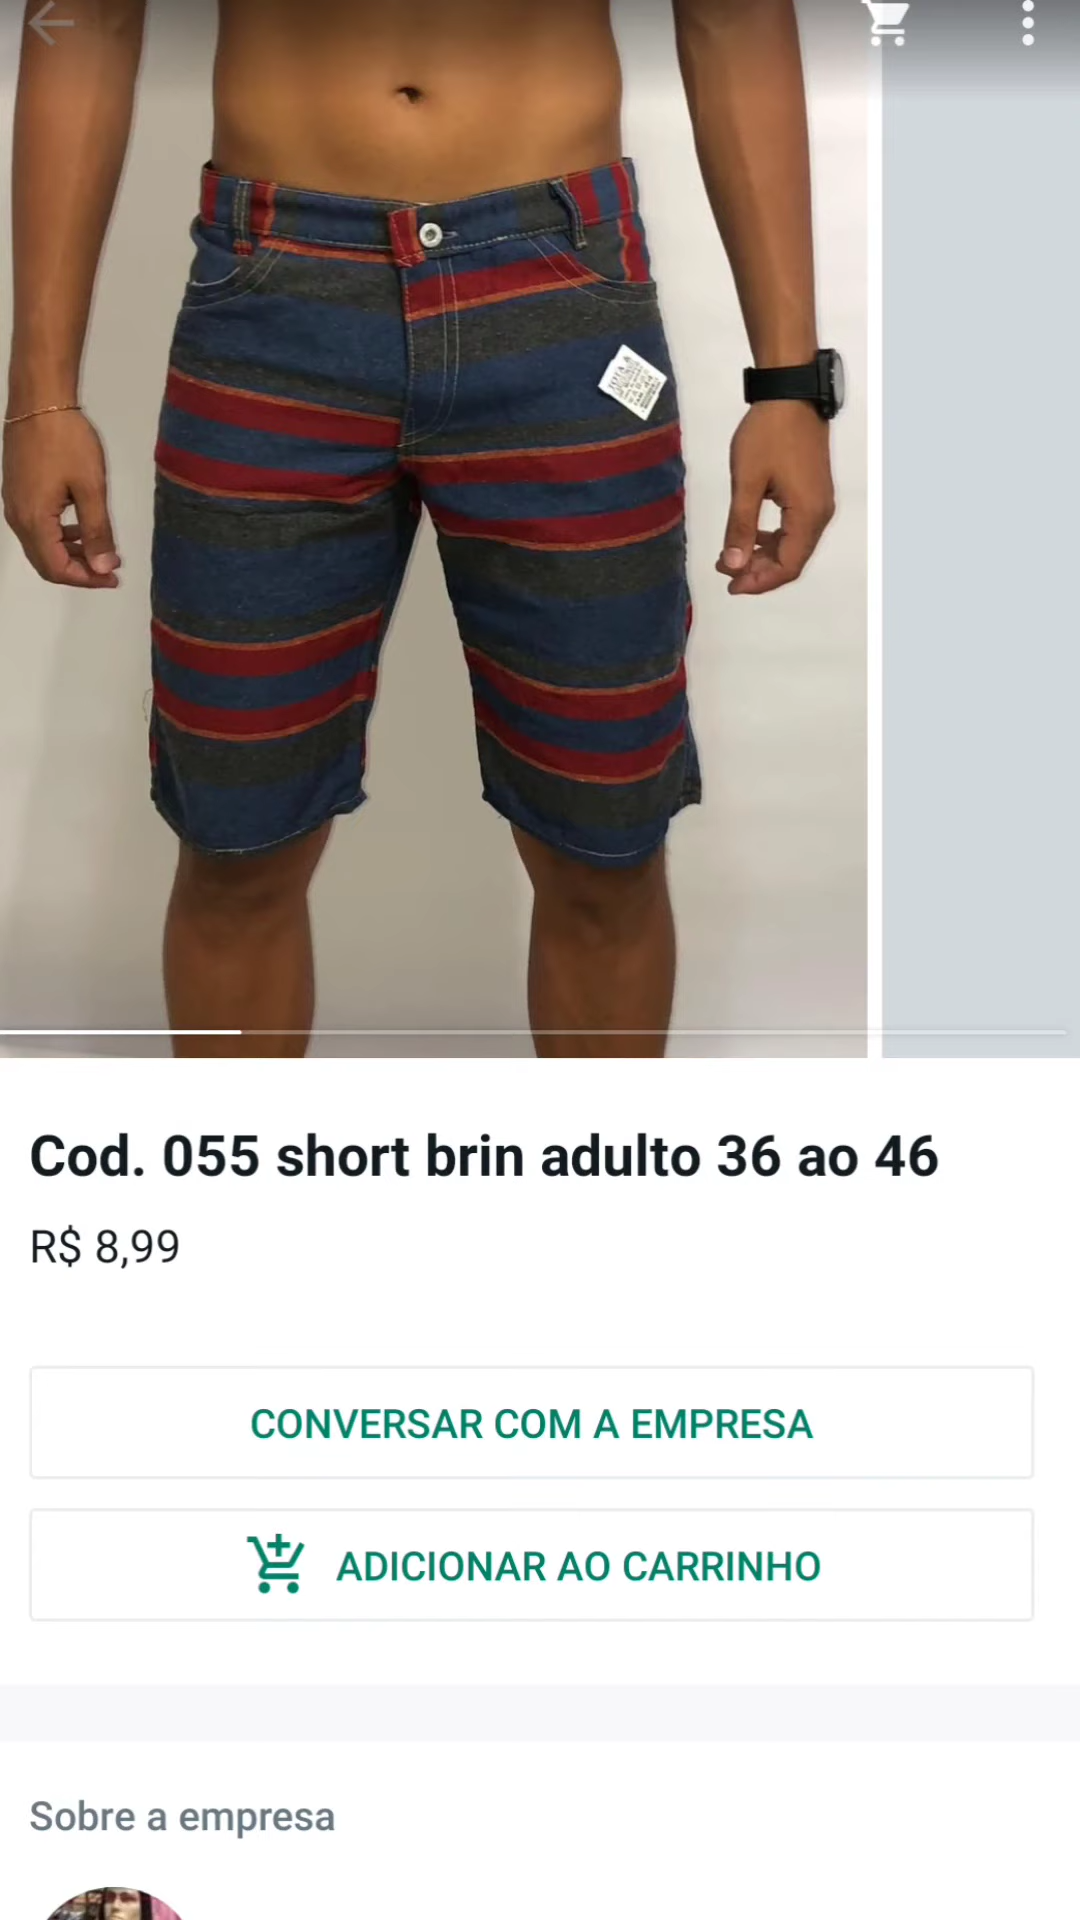 Cod. 055 short brin adulto 36 ao 46
R$ 8,99
CONVERSAR COM A EMPRESA
ADICIONAR AO CARRINHO
Sobre a empresa